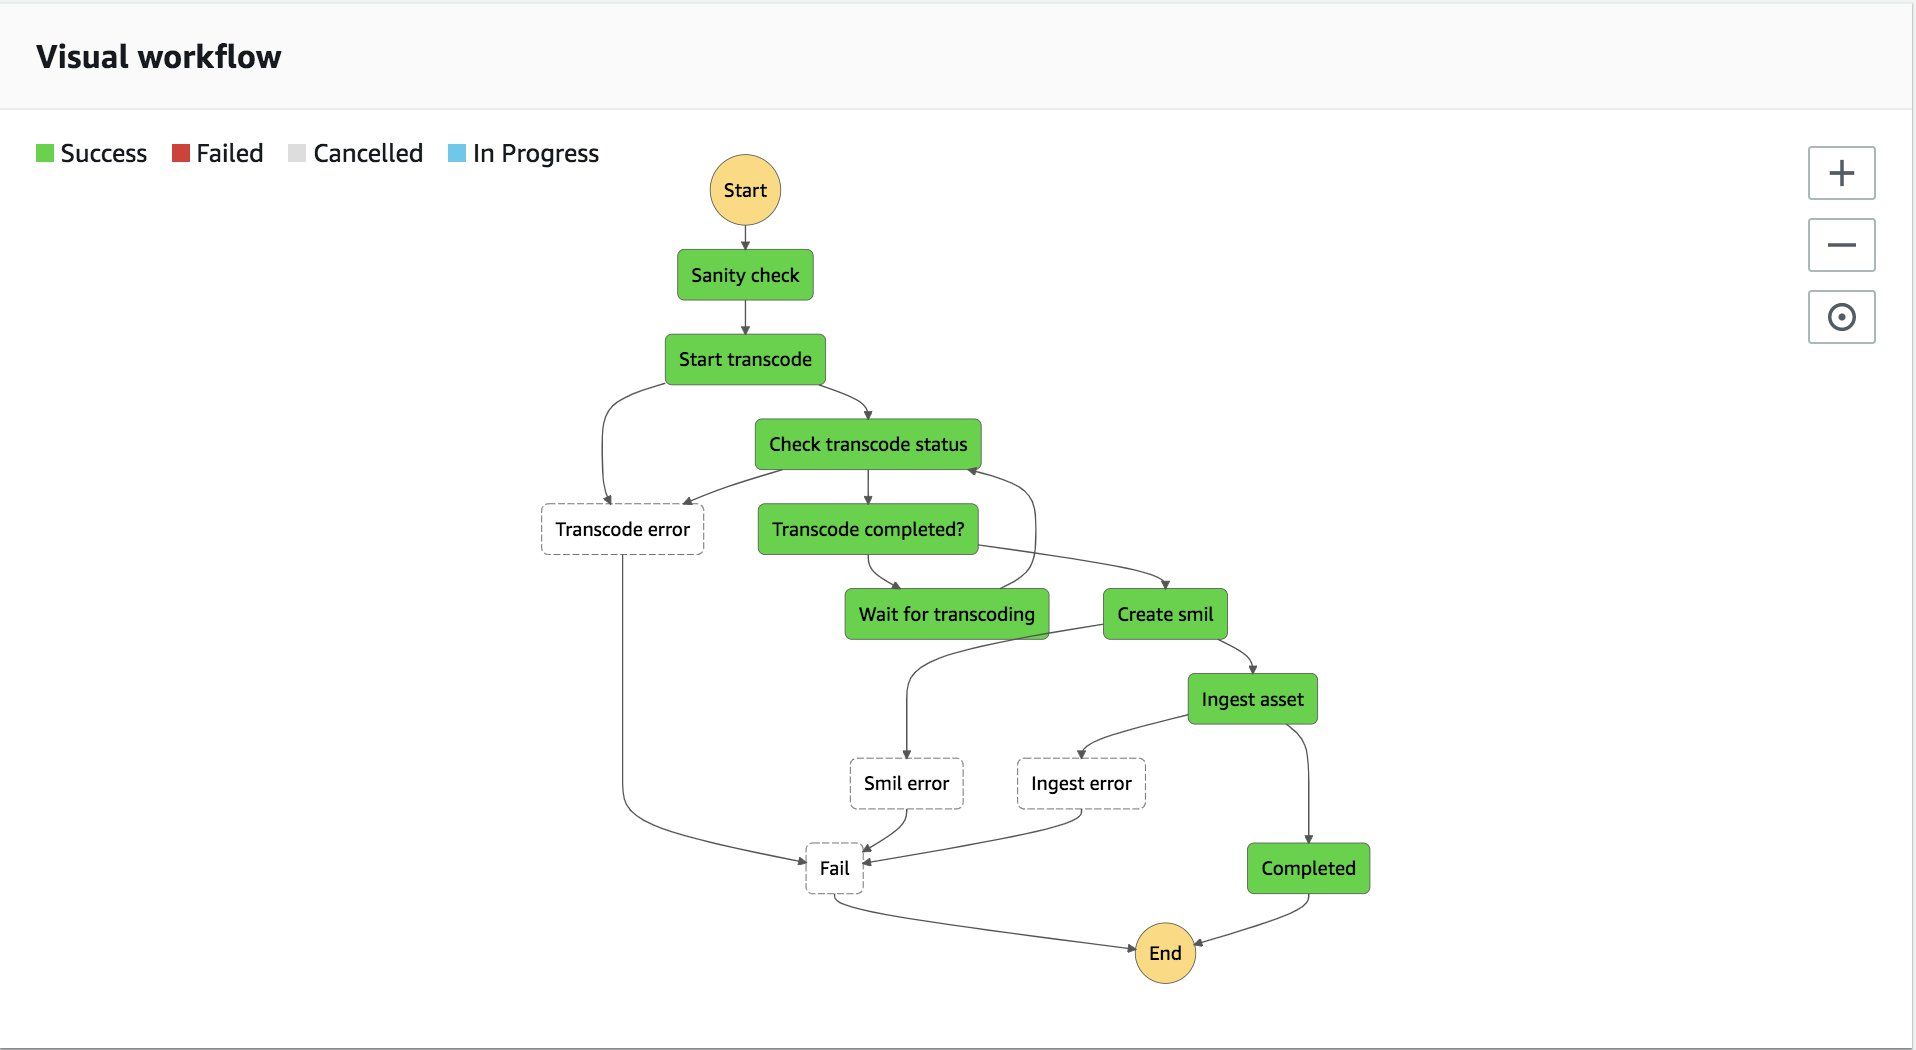 Visual workflow
Success Failed Cancelled In Progress
Start
Sanity check
Start transcode
Check transcode status
Transcode error
Transcode completed?
Wait for transcoding
Create smil
Ingest asset
Smil error
Ingest error
Fail
Completed
End